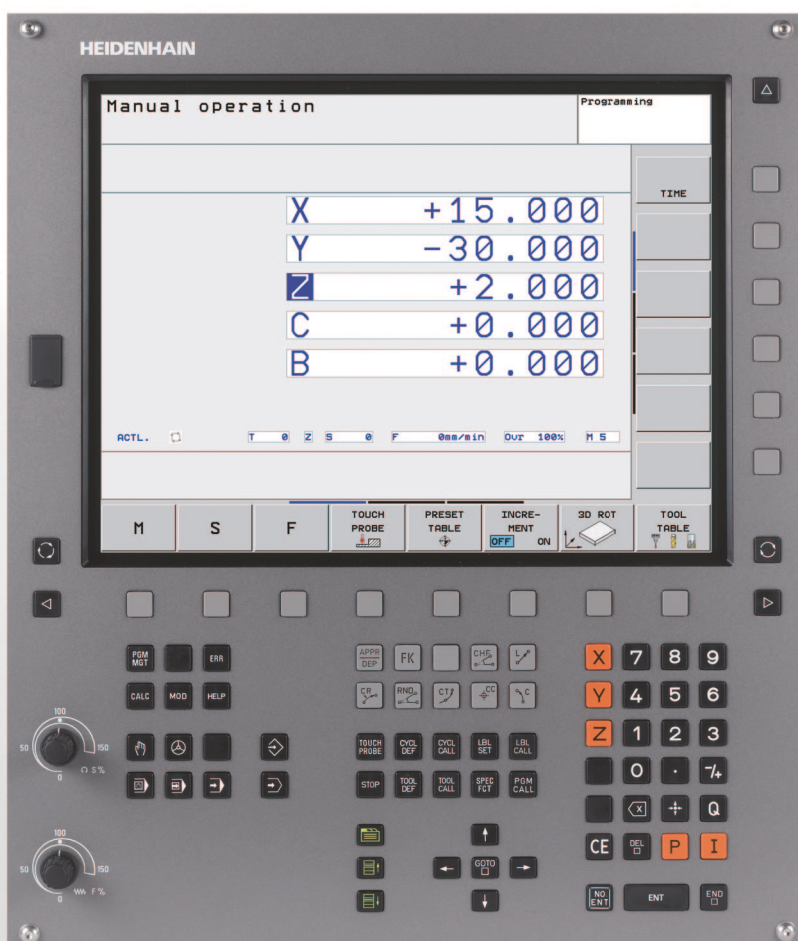 HEIDENHAIN
Manual operation
Programming
TIME
X +15.000
Y -30.000
Z +2.000
C +0.000
B +0.000
ACTL. T 0 Z S 0 F 0mm/min Ovr 100% M 5
M S F TOUCH PROBE PRESET TABLE INCRE-MENT OFF ON 3D ROT TOOL TABLE
PGM MGT ERR APPR DEP FK CHF L X 7 8 9
CALC MOD HELP CR RND CT CC C Y 4 5 6
100
50 150
0 S %
TOUCH PROBE CYCL DEF CYCL CALL LBL SET LBL CALL Z 1 2 3
STOP TOOL DEF TOOL CALL SPEC FCT PGM CALL 0 . -/+
X Q
100
50 150
0 F %
GOTO CE DEL P I
NO ENT ENT END